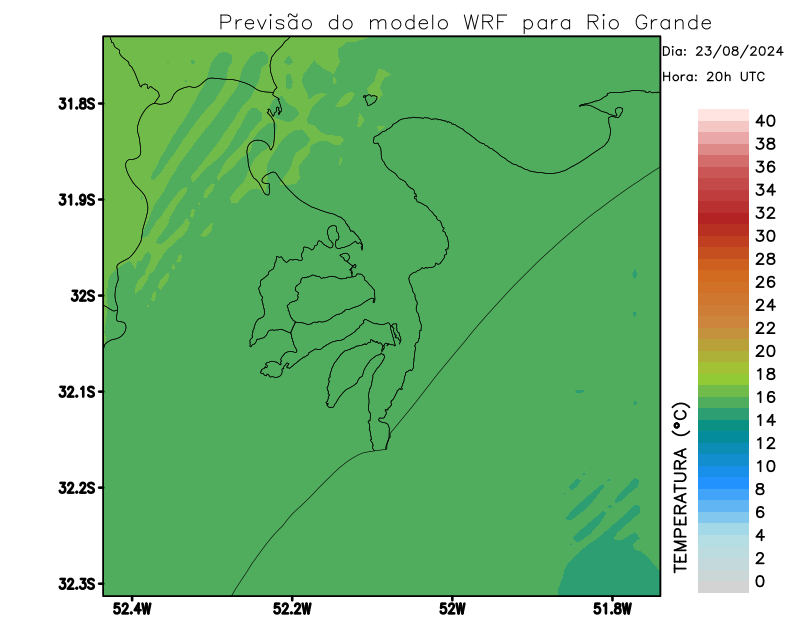 Previsão do modelo WRF para Rio Grande
Dia: 23/08/2024
Hora: 20h UTC
31.8S
31.9S
32S
32.1S
32.2S
32.3S
52.4W
52.2W
52W
51.8W
TEMPERATURA (°C)
40
38
36
34
32
30
28
26
24
22
20
18
16
14
12
10
8
6
4
2
0